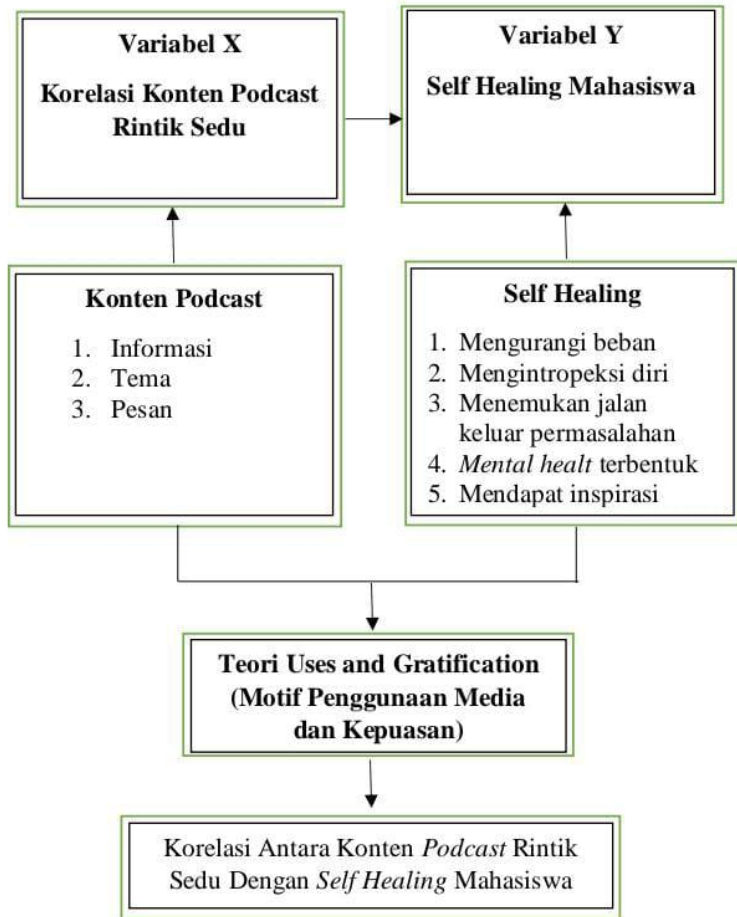 Variabel X
Korelasi Konten Podcast
Rintik Sedu
Variabel Y
Self Healing Mahasiswa
Konten Podcast
1. Informasi
2. Tema
3. Pesan
Self Healing
1. Mengurangi beban
2. Mengintropeksi diri
3. Menemukan jalan
keluar permasalahan
4. Mental healt terbentuk
5. Mendapat inspirasi
Teori Uses and Gratification
(Motif Penggunaan Media
dan Kepuasan)
Korelasi Antara Konten Podcast Rintik
Sedu Dengan Self Healing Mahasiswa